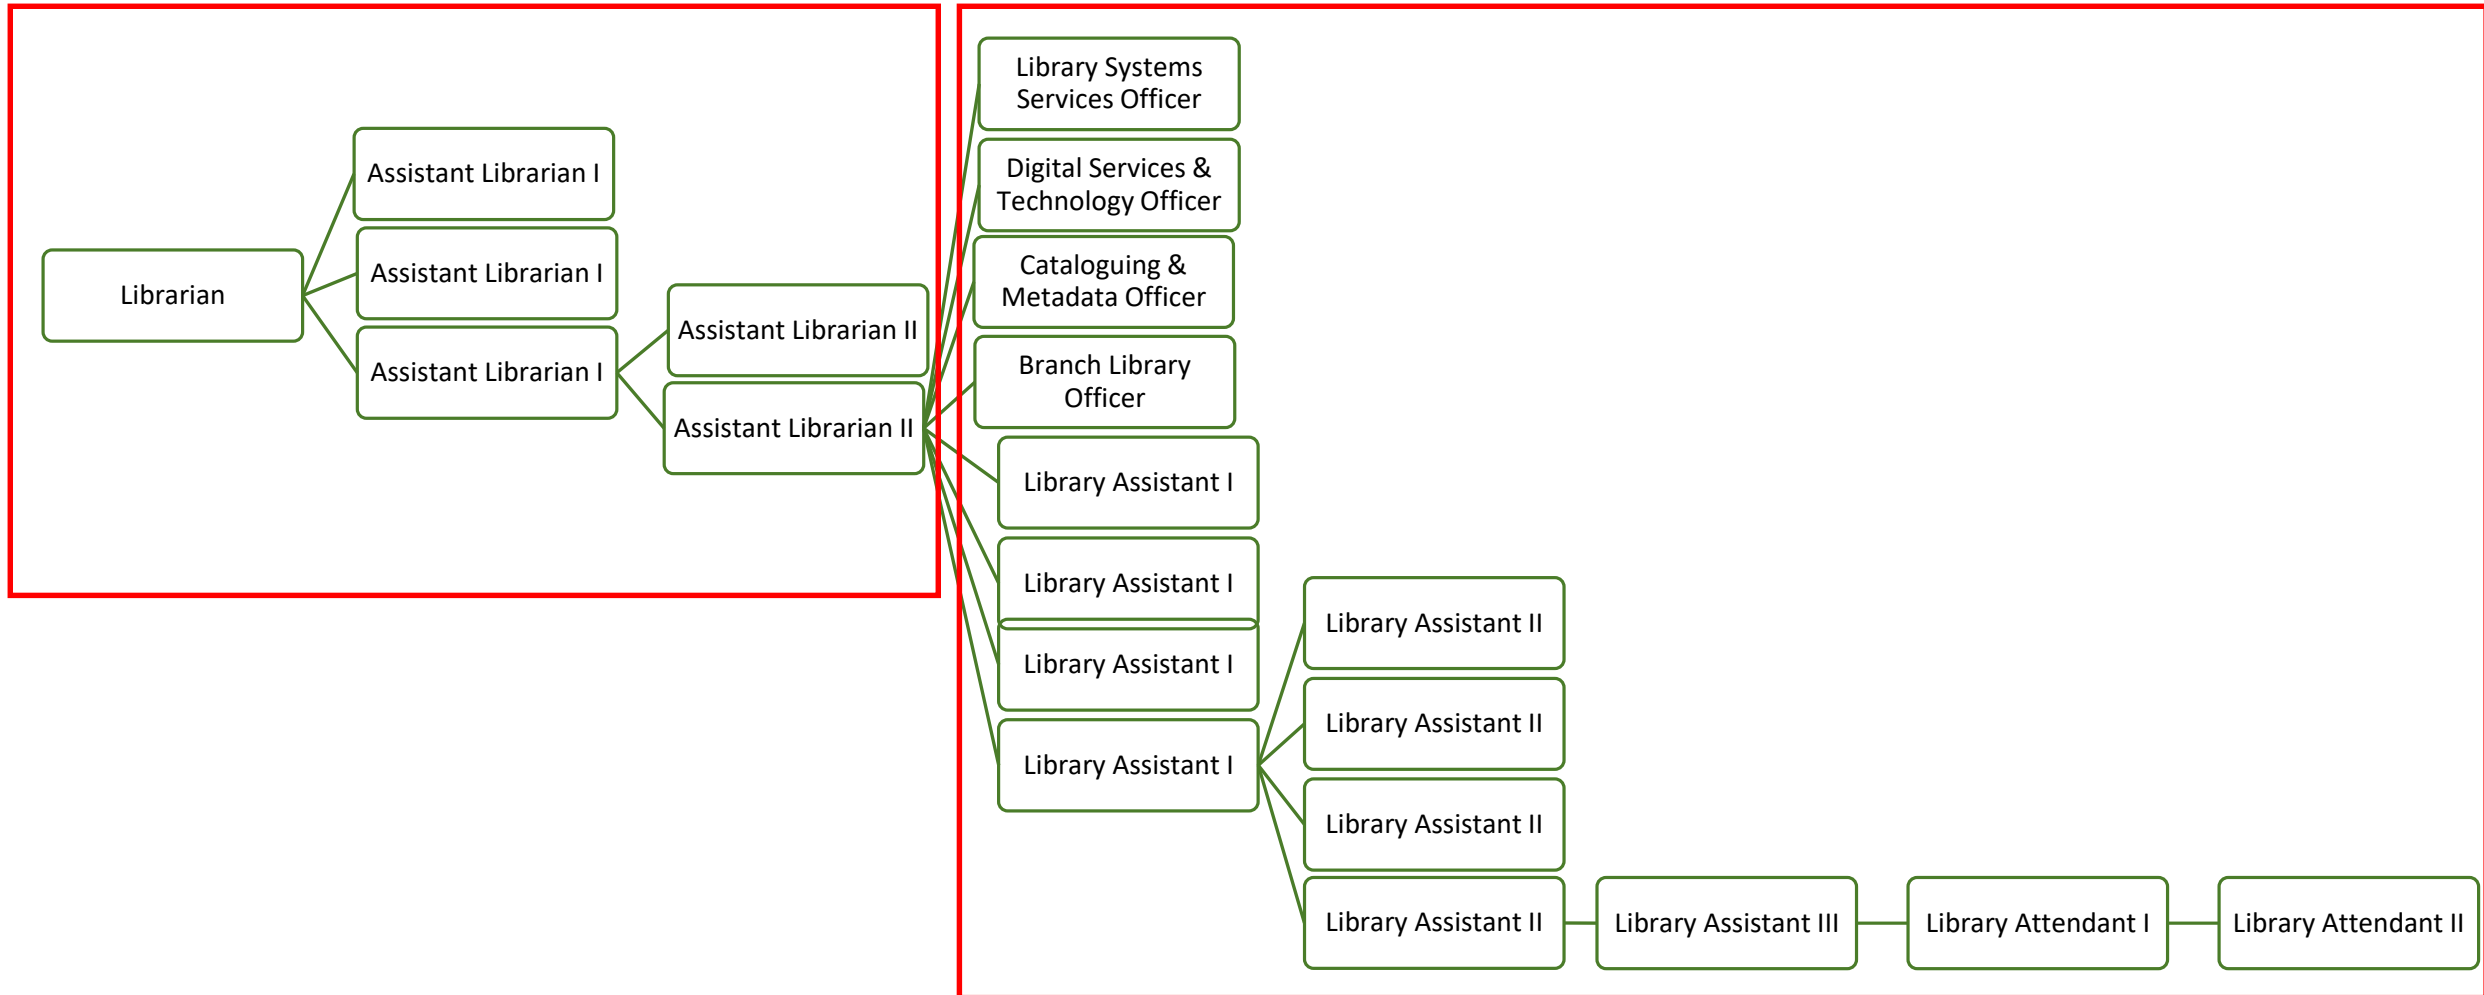 Librarian
Assistant Librarian I
Assistant Librarian I
Assistant Librarian I
Assistant Librarian II
Assistant Librarian II
Library Systems
Services Officer
Digital Services &
Technology Officer
Cataloguing &
Metadata Officer
Branch Library
Officer
Library Assistant I
Library Assistant I
Library Assistant I
Library Assistant I
Library Assistant II
Library Assistant II
Library Assistant II
Library Assistant II
Library Assistant III
Library Attendant I
Library Attendant II